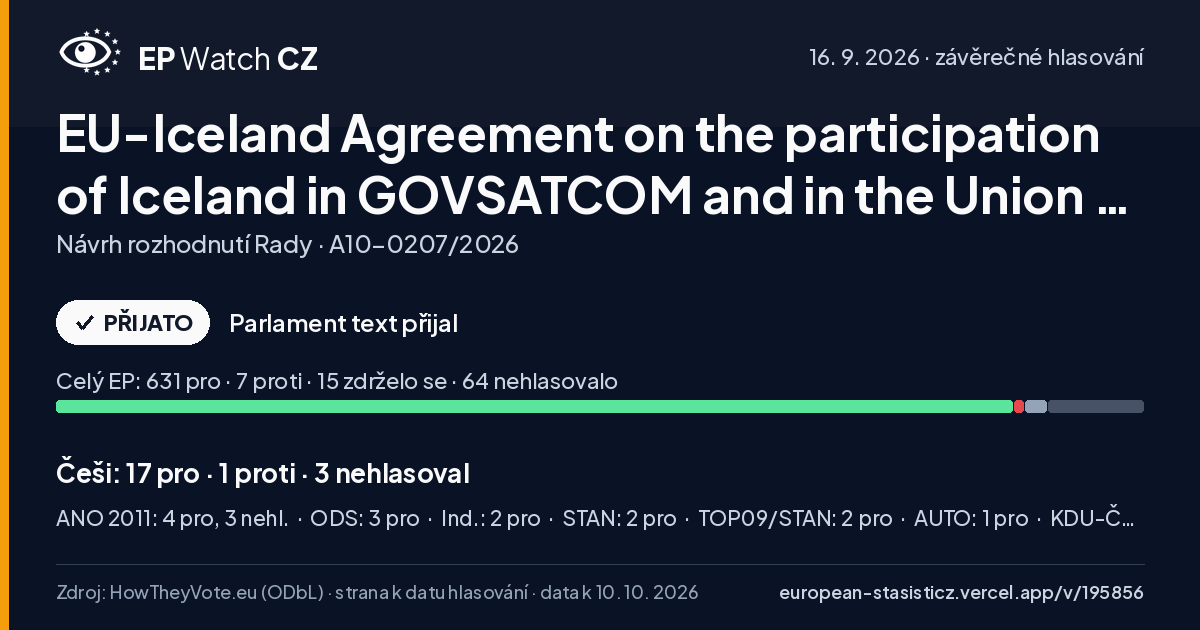 EP Watch CZ
16. 9. 2026 · závěrečné hlasování
EU–Iceland Agreement on the participation
of Iceland in GOVSATCOM and in the Union …
Návrh rozhodnutí Rady · A10–0207/2026
✓ PŘIJATO
Parlament text přijal
Celý EP: 631 pro · 7 proti · 15 zdrželo se · 64 nehlasovalo
Češi: 17 pro · 1 proti · 3 nehlasoval
ANO 2011: 4 pro, 3 nehl. · ODS: 3 pro · Ind.: 2 pro · STAN: 2 pro · TOP09/STAN: 2 pro · AUTO: 1 pro · KDU-Č…
Zdroj: HowTheyVote.eu (ODbL) · strana k datu hlasování · data k 10. 10. 2026
european-stasisticz.vercel.app/v/195856